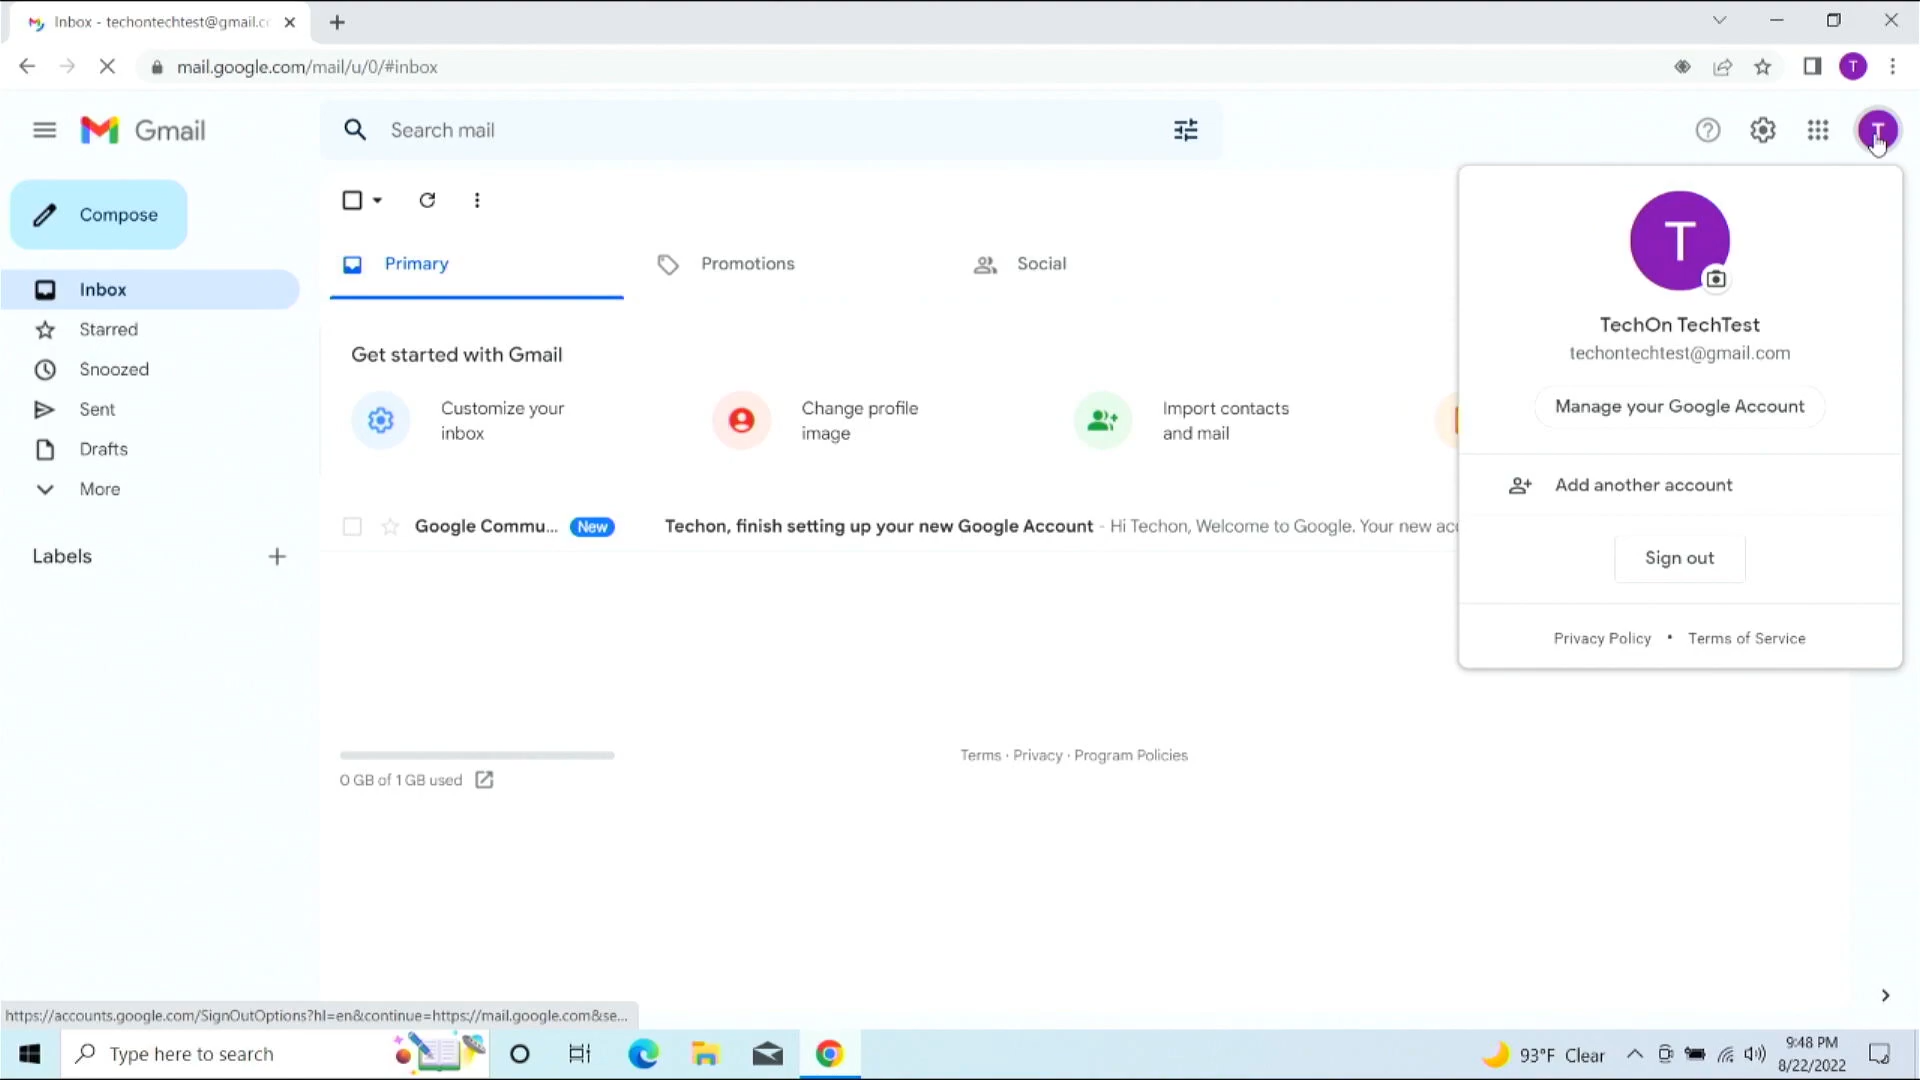 Inbox - techontechtest@gmail.c
mail.google.com/mail/u/0/#inbox
T
Gmail
Search mail
T
Compose
Inbox
Starred
Snoozed
Sent
Drafts
More
Labels
Primary
Promotions
Social
Get started with Gmail
Customize your
inbox
Change profile
image
Import contacts
and mail
Google Commu... New Techon, finish setting up your new Google Account - Hi Techon, Welcome to Google. Your new acc
T
TechOn TechTest
techontechtest@gmail.com
Manage your Google Account
Add another account
Sign out
Privacy Policy • Terms of Service
Terms · Privacy · Program Policies
0 GB of 1 GB used
https://accounts.google.com/SignOutOptions?hl=en&continue=https://mail.google.com&se...
Type here to search
93°F Clear
9:48 PM
8/22/2022